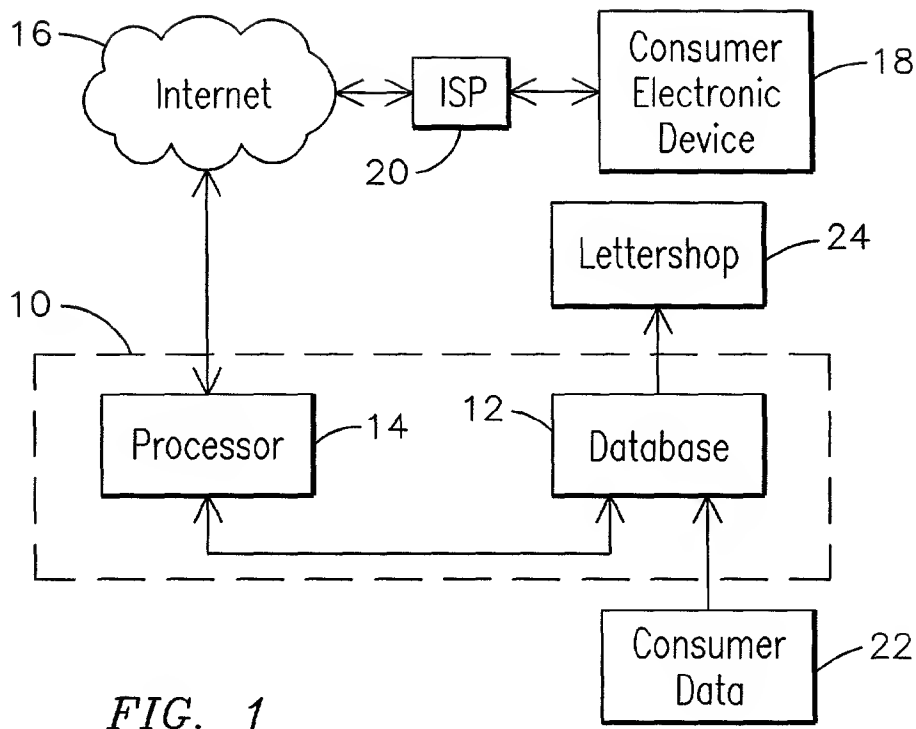 16
Internet
ISP
20
Consumer
Electronic
Device
18
Lettershop
24
10
Processor
14
12
Database
Consumer
Data
22
FIG. 1